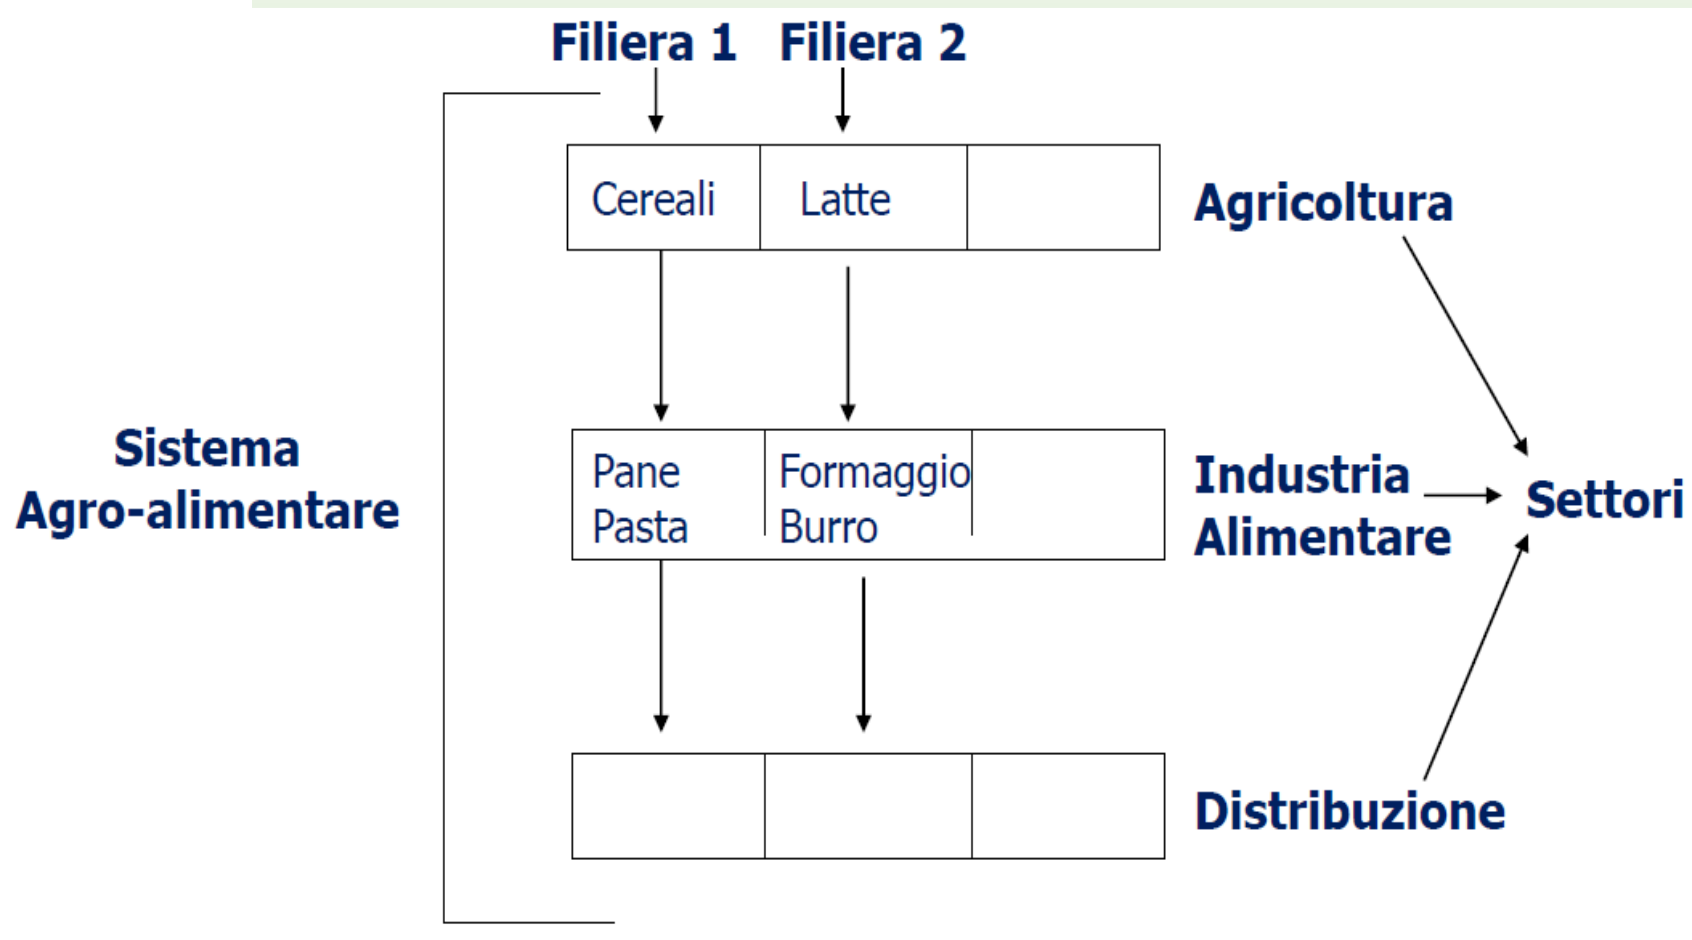 Filiera 1 Filiera 2
Cereali Latte
Agricoltura
Sistema
Agro-alimentare
Pane Formaggio
Pasta Burro
Industria
Alimentare
Settori
Distribuzione